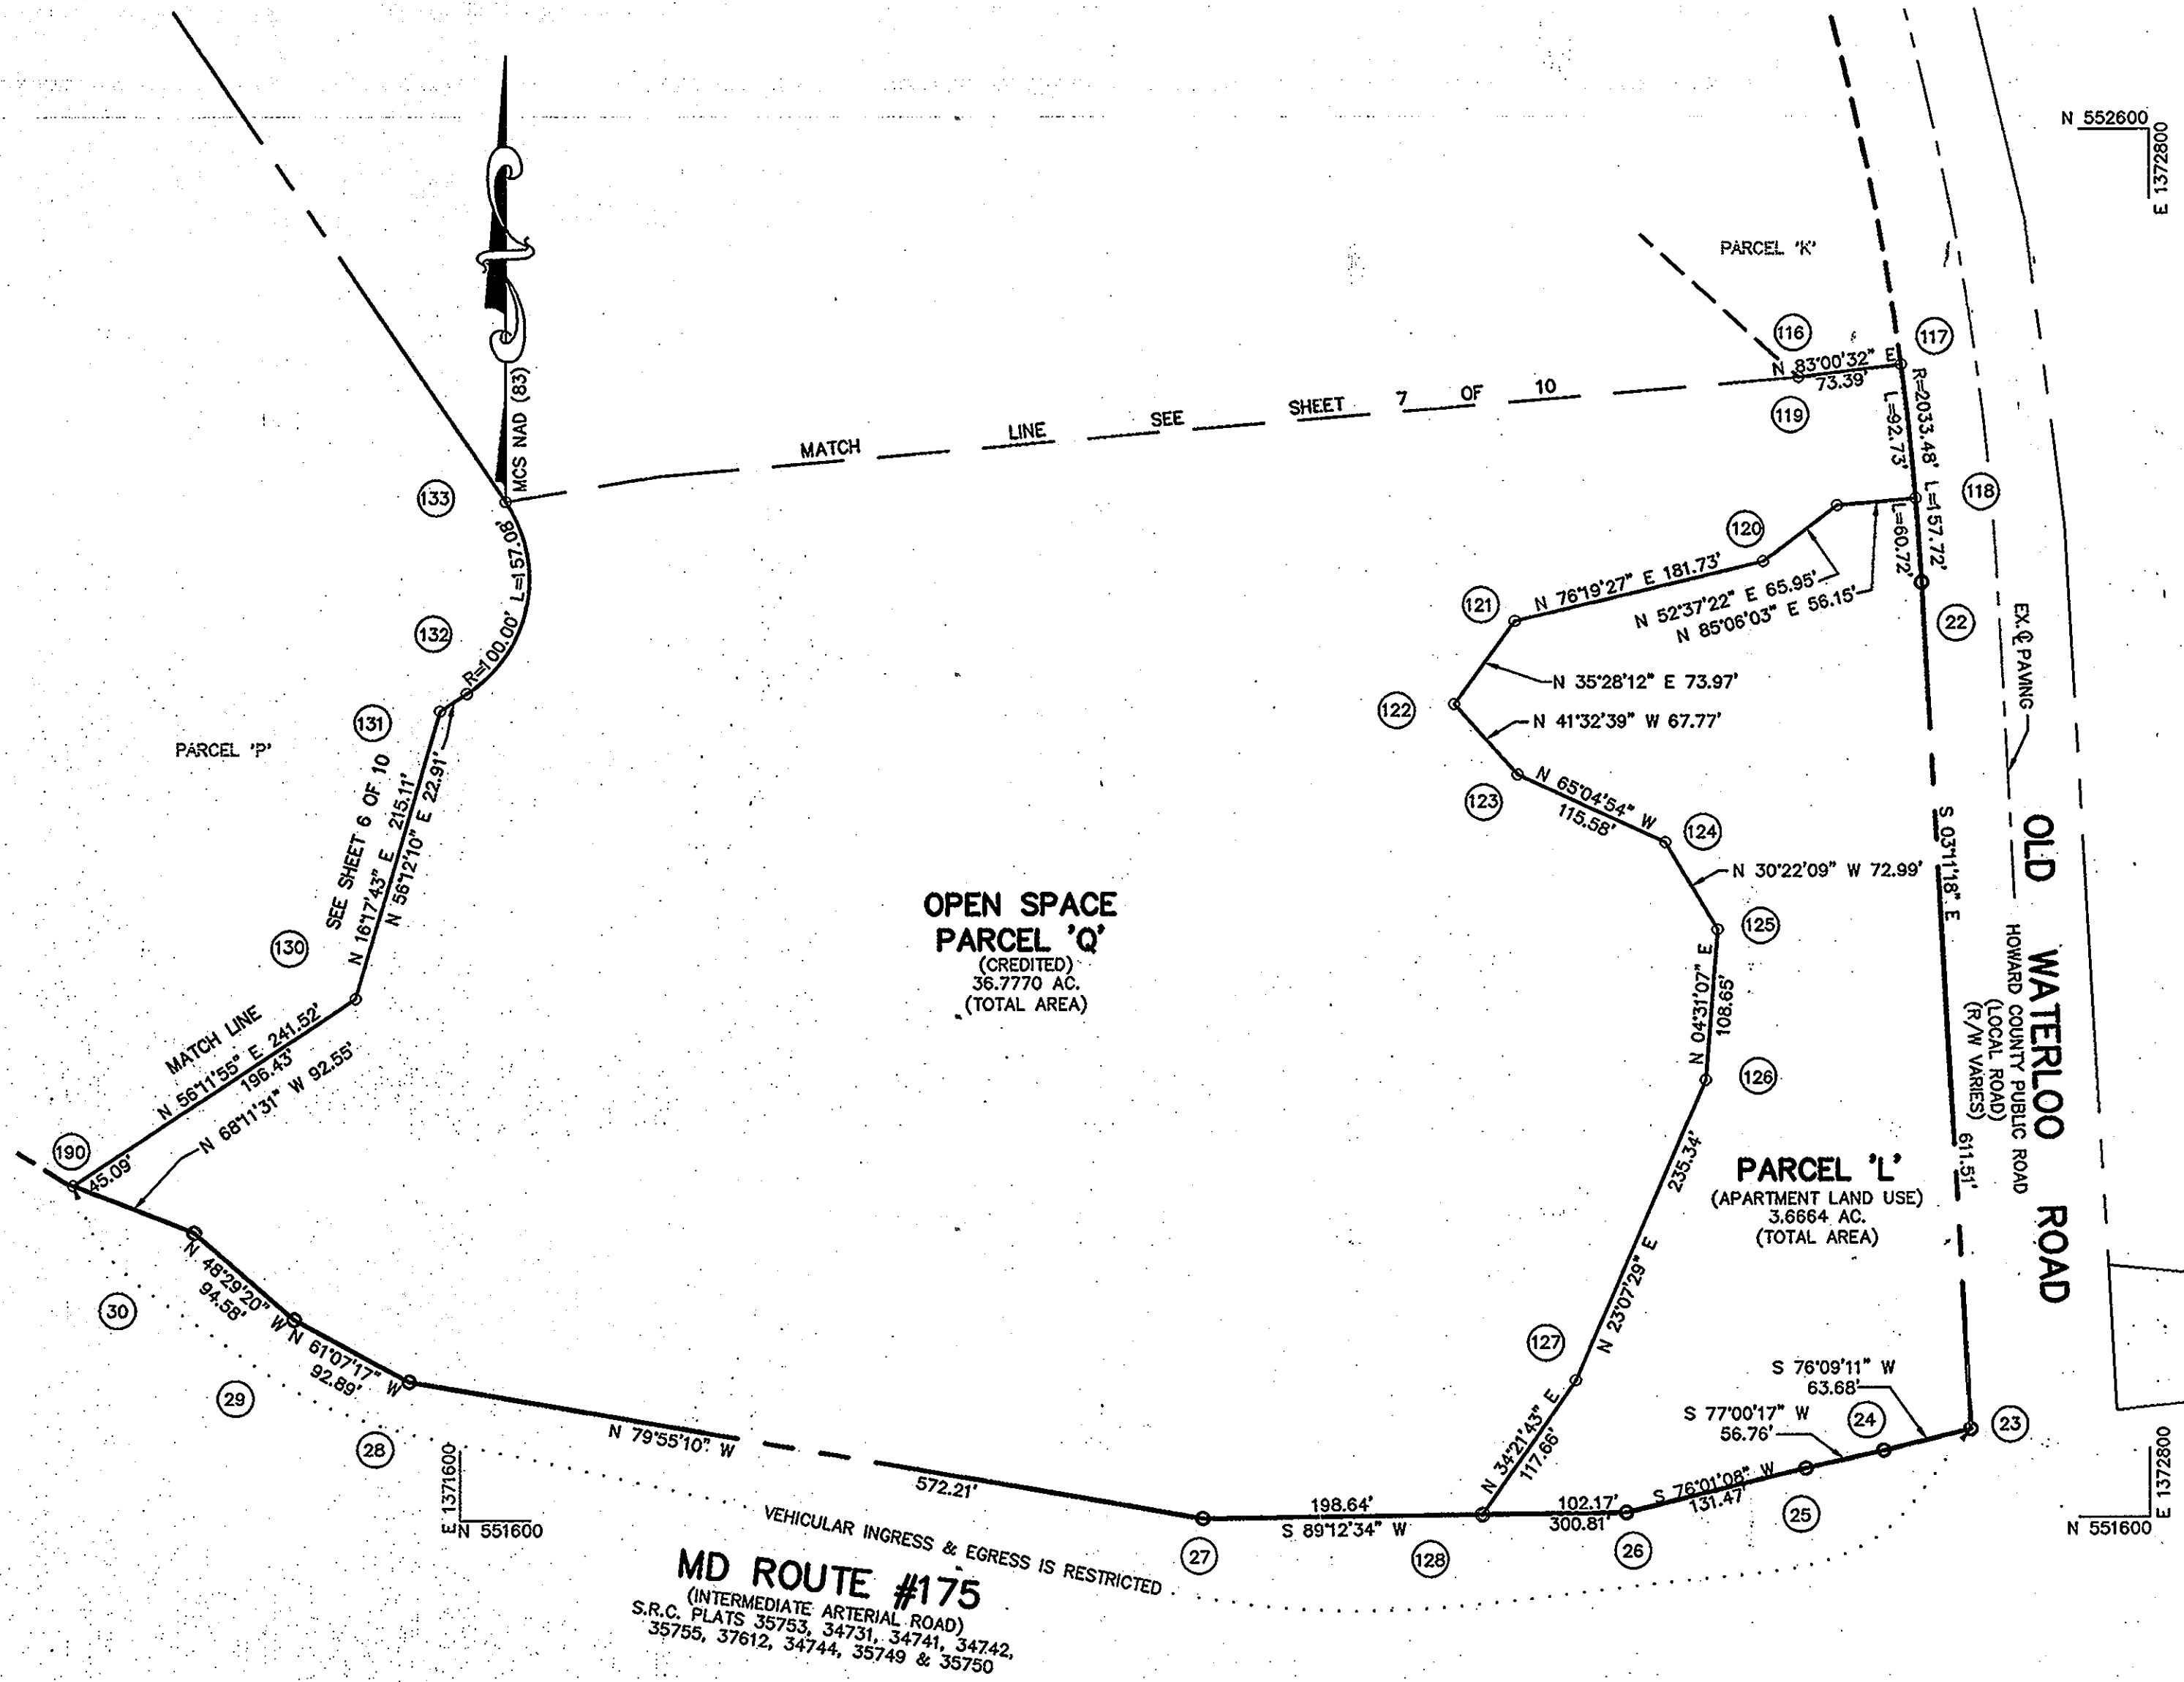 N 552600
E 1372800
PARCEL 'K'
116
117
N 83°00'32" E
73.39'
119
R=2033.48' L=157.72'
L=92.73'
L=60.72'
118
MATCH LINE SEE SHEET 7 OF 10
MCS NAD (83)
133
R=100.00' L=157.08'
132
131
120
N 76°19'27" E 181.73'
121
N 52°37'22" E 65.95'
N 85°06'03" E 56.15'
22
EX. ℄ PAVING
N 35°28'12" E 73.97'
122
N 41°32'39" W 67.77'
PARCEL 'P'
SEE SHEET 6 OF 10
N 16°17'43" E 215.11'
N 56°12'10" E 22.91'
123
N 65°04'54" W
115.58'
124
N 30°22'09" W 72.99'
S 03°11'18" E
611.51'
OLD WATERLOO ROAD
HOWARD COUNTY PUBLIC ROAD
(LOCAL ROAD)
(R/W VARIES)
OPEN SPACE
PARCEL 'Q'
(CREDITED)
36.7770 AC.
(TOTAL AREA)
125
130
N 04°31'07" E
108.65'
126
MATCH LINE
N 56°11'55" E 241.52'
196.43'
N 68°11'31" W 92.55'
190
45.09'
235.34'
N 23°07'29" E
PARCEL 'L'
(APARTMENT LAND USE)
3.6664 AC.
(TOTAL AREA)
N 48°29'20" W
94.58'
30
N 61°07'17" W
92.89'
29
28
127
S 76°09'11" W
63.68'
S 77°00'17" W
56.76'
24
23
N 34°21'43" E
117.66'
N 79°55'10" W
572.21'
E 1371600
N 551600
198.64'
S 89°12'34" W
102.17'
300.81'
S 76°01'08" W
131.47'
25
E 1372800
N 551600
27
128
26
VEHICULAR INGRESS & EGRESS IS RESTRICTED
MD ROUTE #175
(INTERMEDIATE ARTERIAL ROAD)
S.R.C. PLATS 35753, 34731, 34741, 34742,
35755, 37612, 34744, 35749 & 35750